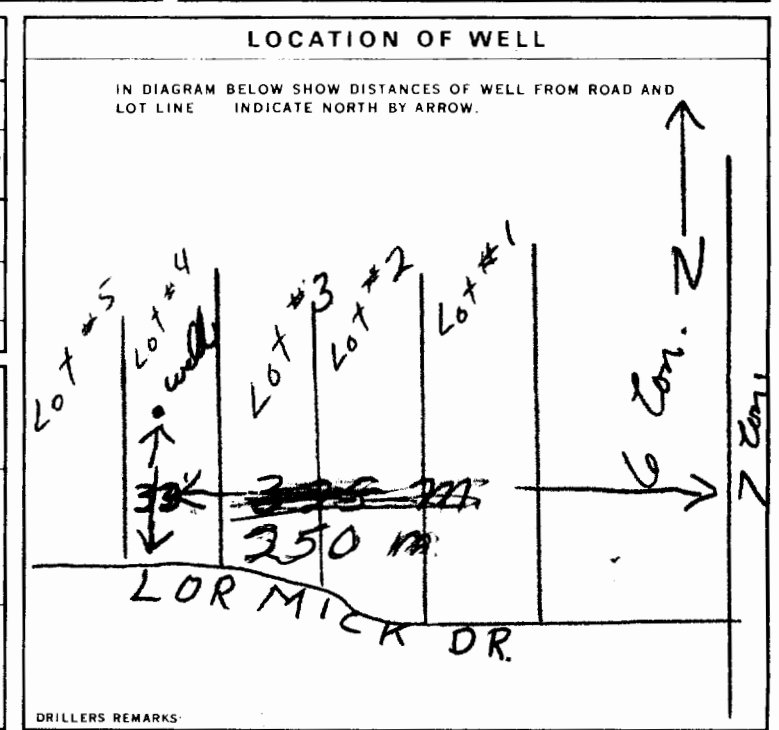 LOCATION OF WELL
IN DIAGRAM BELOW SHOW DISTANCES OF WELL FROM ROAD AND
LOT LINE INDICATE NORTH BY ARROW.
N
Lot #5
Lot #4
well
Lot #3
Lot #2
Lot #1
6 Con.
7 Con.
33'
250 m
LORMICK DR.
DRILLERS REMARKS